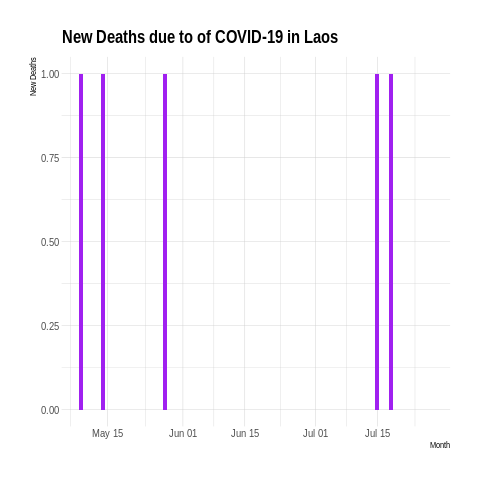 New Deaths due to of COVID-19 in Laos
New Deaths
1.00
0.75
0.50
0.25
0.00
May 15 Jun 01 Jun 15 Jul 01 Jul 15
Month